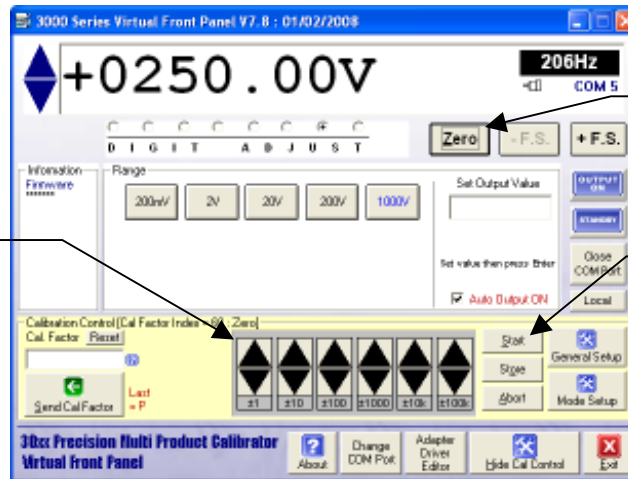 3000 Series Virtual Front Panel V7.8 : 01/02/2008
+0250.00V
206Hz
COM 5
DIGIT ADJUST
Zero
- F.S.
+ F.S.
Infomation
Firmware
Range
200mV
2V
20V
200V
1000V
Set Output Value
Set value then press Enter
Auto Output ON
OUTPUT ON
STANDBY
Close COM Port
Local
Calibration Control [Cal Factor Index = : Zero]
Cal. Factor
Reset
Send Cal Factor
Last = P
±1
±10
±100
±1000
±10k
±100k
Start
Store
Abort
General Setup
Mode Setup
30xx Precision Multi Product Calibrator
Virtual Front Panel
About
Change COM Port
Adapter Driver Editor
Hide Cal Control
Exit